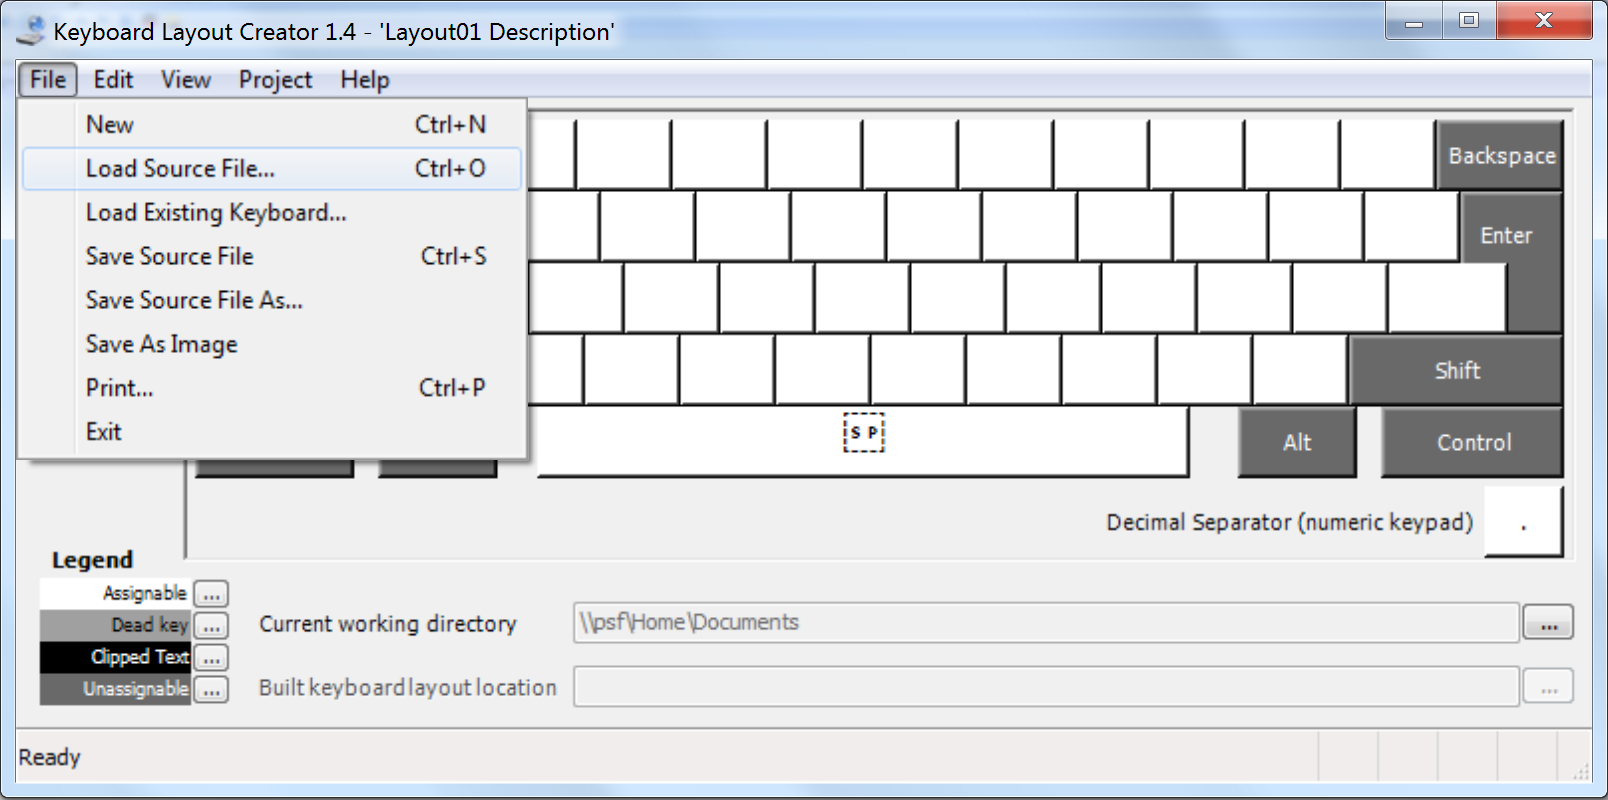 Keyboard Layout Creator 1.4 - 'Layout01 Description'
File Edit View Project Help
New Ctrl+N
Load Source File... Ctrl+O
Load Existing Keyboard...
Save Source File Ctrl+S
Save Source File As...
Save As Image
Print... Ctrl+P
Exit
Backspace
Enter
Shift
S P
Alt
Control
Decimal Separator (numeric keypad) .
Legend
Assignable ...
Dead key ...
Clipped Text ...
Unassignable ...
Current working directory \\psf\Home\Documents ...
Built keyboard layout location ...
Ready